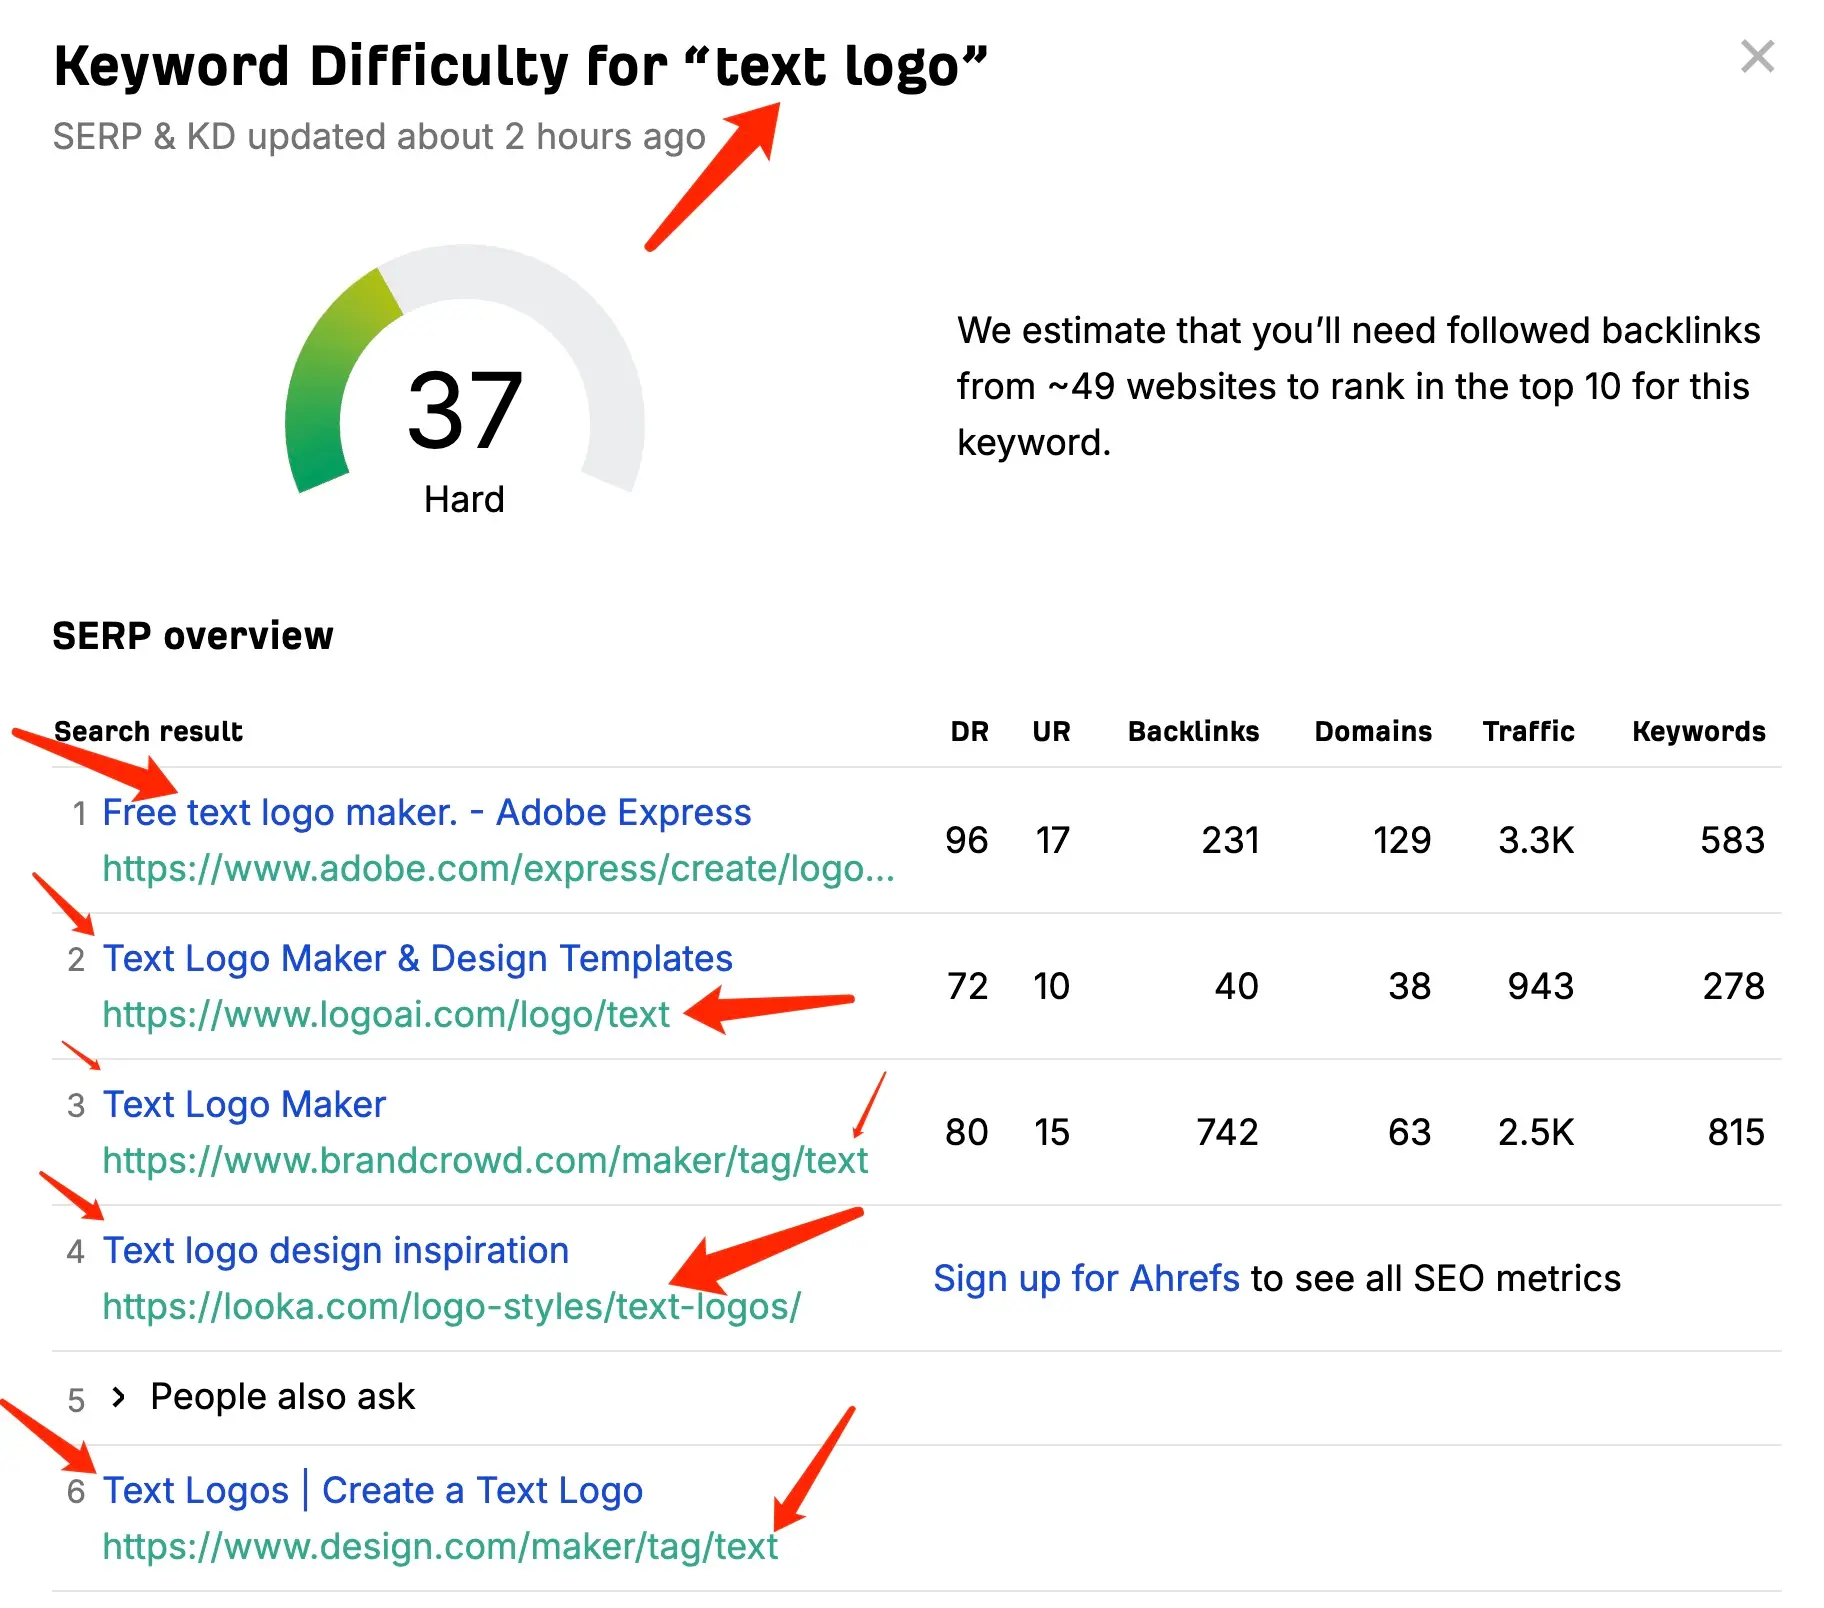 Keyword Difficulty for “text logo”
SERP & KD updated about 2 hours ago
37
Hard
We estimate that you’ll need followed backlinks
from ~49 websites to rank in the top 10 for this
keyword.
SERP overview
Search result DR UR Backlinks Domains Traffic Keywords
1 Free text logo maker. - Adobe Express
https://www.adobe.com/express/create/logo...
96 17 231 129 3.3K 583
2 Text Logo Maker & Design Templates
https://www.logoai.com/logo/text
72 10 40 38 943 278
3 Text Logo Maker
https://www.brandcrowd.com/maker/tag/text
80 15 742 63 2.5K 815
4 Text logo design inspiration
https://looka.com/logo-styles/text-logos/
Sign up for Ahrefs to see all SEO metrics
5 > People also ask
6 Text Logos | Create a Text Logo
https://www.design.com/maker/tag/text